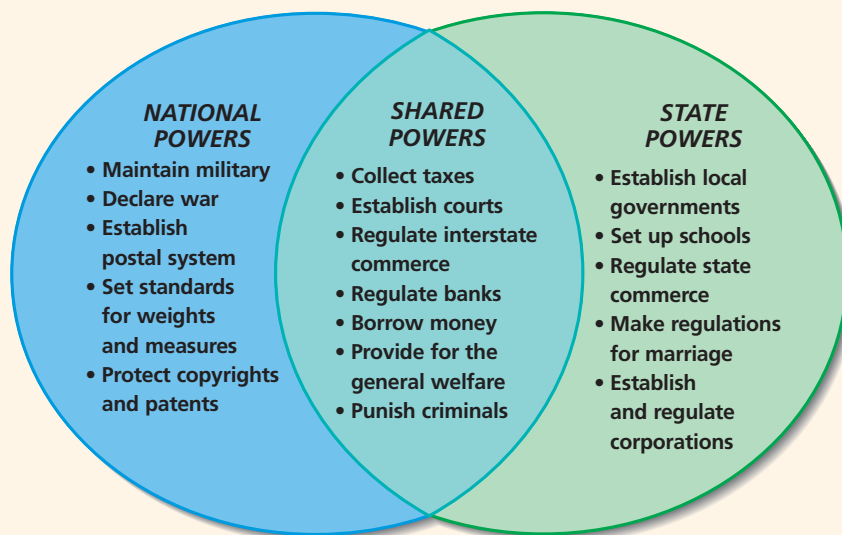 NATIONAL
POWERS
• Maintain military
• Declare war
• Establish
postal system
• Set standards
for weights
and measures
• Protect copyrights
and patents
SHARED
POWERS
• Collect taxes
• Establish courts
• Regulate interstate
commerce
• Regulate banks
• Borrow money
• Provide for the
general welfare
• Punish criminals
STATE
POWERS
• Establish local
governments
• Set up schools
• Regulate state
commerce
• Make regulations
for marriage
• Establish
and regulate
corporations